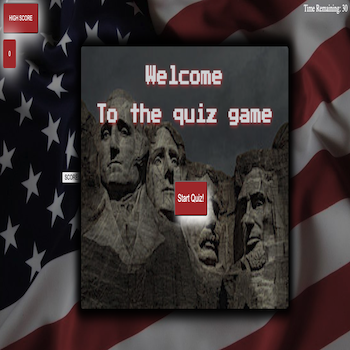 HIGH SCORE
Time Remaining: 30
0
Welcome
To the quiz game
SCORE
Start Quiz!